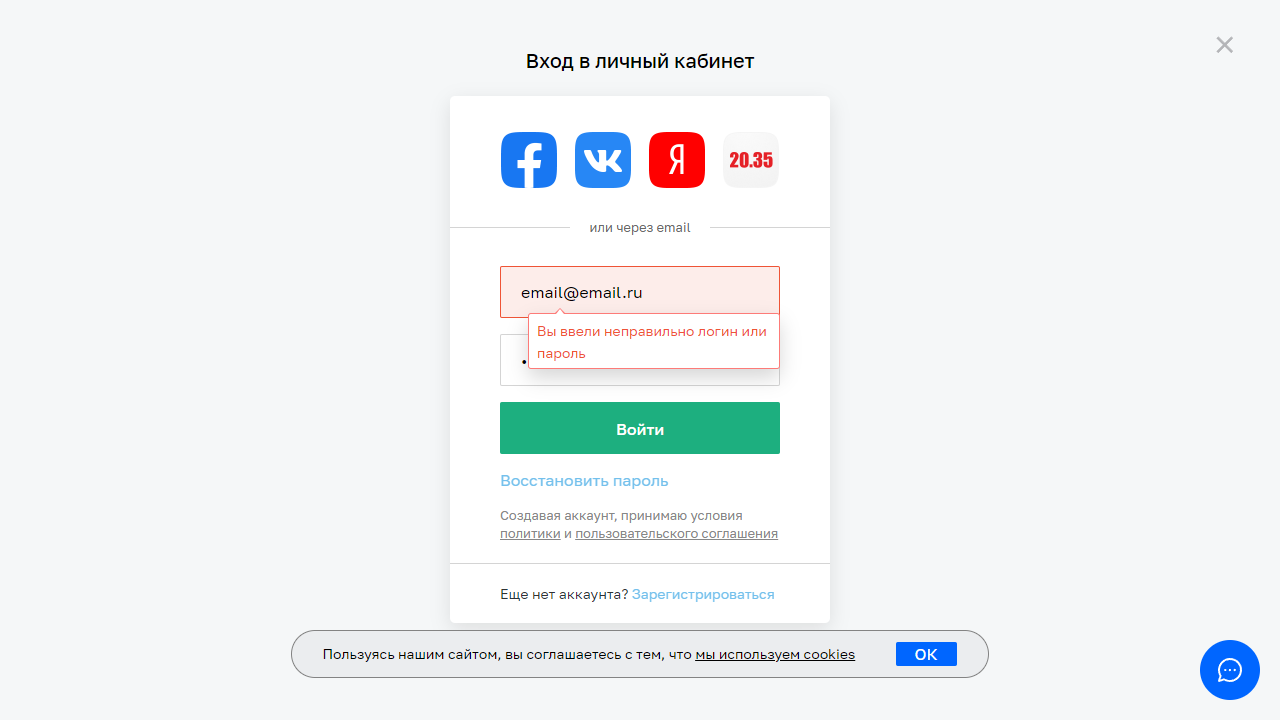 Вход в личный кабинет
20.35
или через email
email@email.ru
Вы ввели неправильно логин или
пароль
Войти
Восстановить пароль
Создавая аккаунт, принимаю условия
политики и пользовательского соглашения
Еще нет аккаунта? Зарегистрироваться
Пользуясь нашим сайтом, вы соглашаетесь с тем, что мы используем cookies
OK